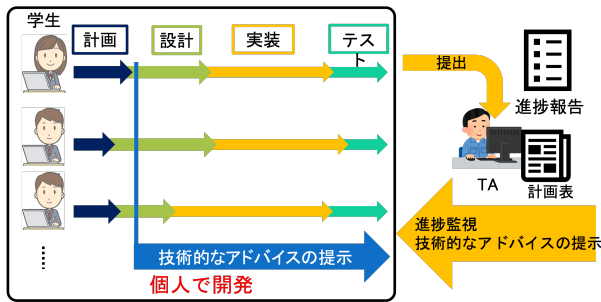 学生
計画
設計
実装
テス
ト
提出
進捗報告
TA
計画表
進捗監視
技術的なアドバイスの提示
技術的なアドバイスの提示
個人で開発